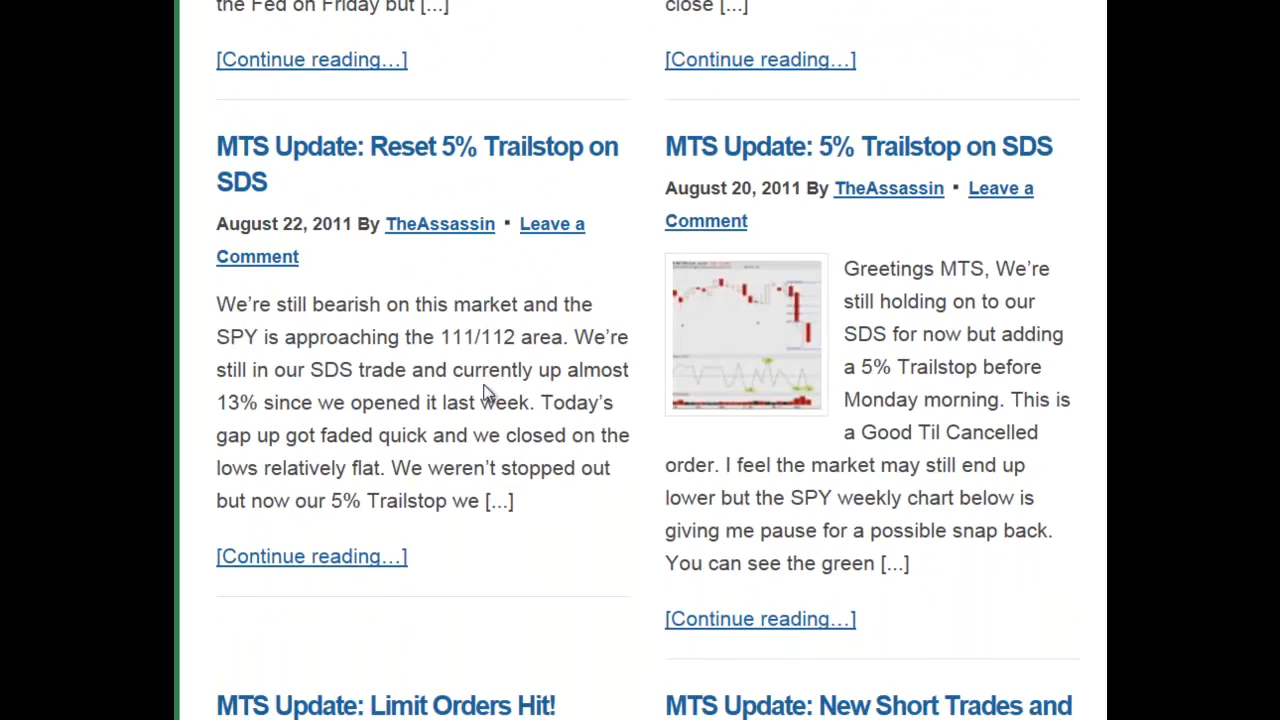 the Fed on Friday but [...]
[Continue reading…]
MTS Update: Reset 5% Trailstop on
SDS
August 22, 2011 By TheAssassin ▪ Leave a
Comment
We’re still bearish on this market and the
SPY is approaching the 111/112 area. We’re
still in our SDS trade and currently up almost
13% since we opened it last week. Today’s
gap up got faded quick and we closed on the
lows relatively flat. We weren’t stopped out
but now our 5% Trailstop we [...]
[Continue reading…]
MTS Update: Limit Orders Hit!
close [...]
[Continue reading…]
MTS Update: 5% Trailstop on SDS
August 20, 2011 By TheAssassin ▪ Leave a
Comment
Greetings MTS, We’re
still holding on to our
SDS for now but adding
a 5% Trailstop before
Monday morning. This is
a Good Til Cancelled
order. I feel the market may still end up
lower but the SPY weekly chart below is
giving me pause for a possible snap back.
You can see the green [...]
[Continue reading…]
MTS Update: New Short Trades and